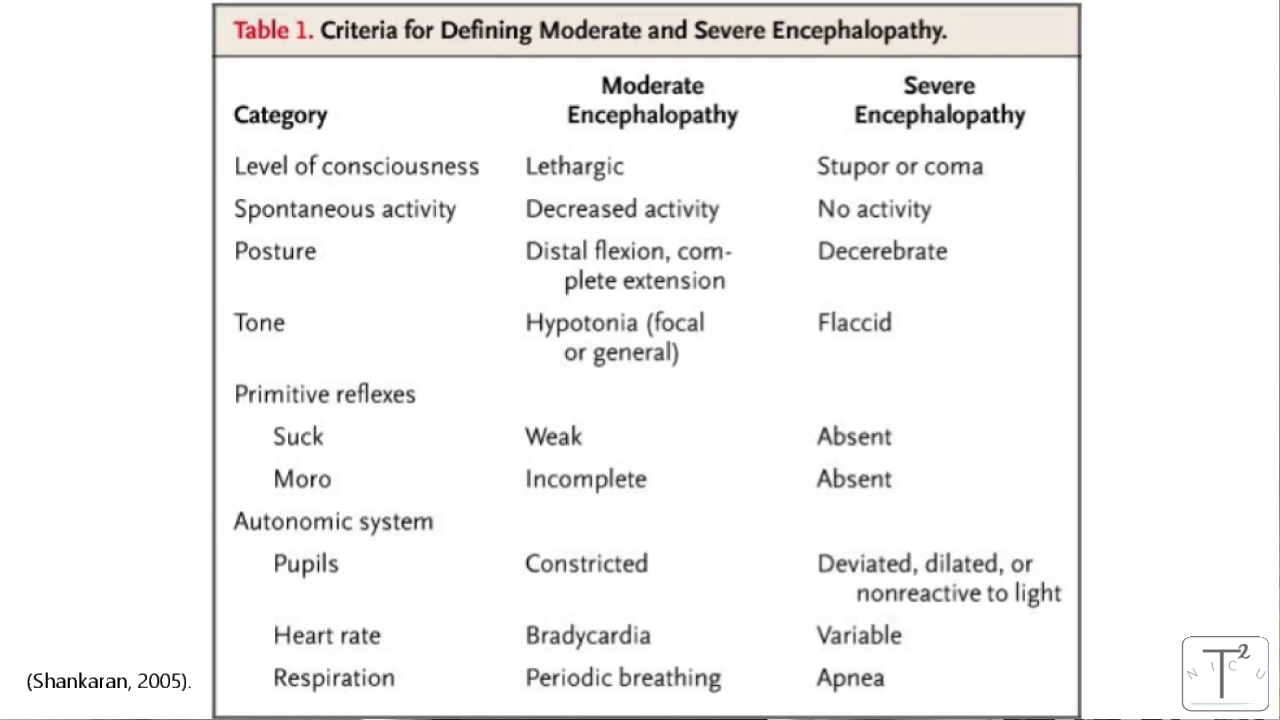 Table 1. Criteria for Defining Moderate and Severe Encephalopathy.
Category Moderate Encephalopathy Severe Encephalopathy
Level of consciousness Lethargic Stupor or coma
Spontaneous activity Decreased activity No activity
Posture Distal flexion, com- Decerebrate
plete extension
Tone Hypotonia (focal Flaccid
or general)
Primitive reflexes
Suck Weak Absent
Moro Incomplete Absent
Autonomic system
Pupils Constricted Deviated, dilated, or
nonreactive to light
Heart rate Bradycardia Variable
Respiration Periodic breathing Apnea
(Shankaran, 2005).
T2
NICU